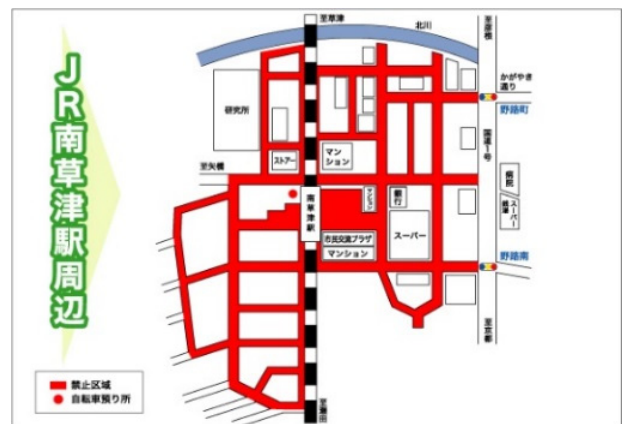 JR南草津駅周辺
至草津
北川
至彦根
かがやき
通り
野路町
研究所
国道1号
ストアー
マン
ション
至矢橋
病院
南草津駅
マンション
銀行
スーパー
銭湯
市民交流プラザ
マンション
スーパー
野路南
至京都
至瀬田
禁止区域
自転車預り所